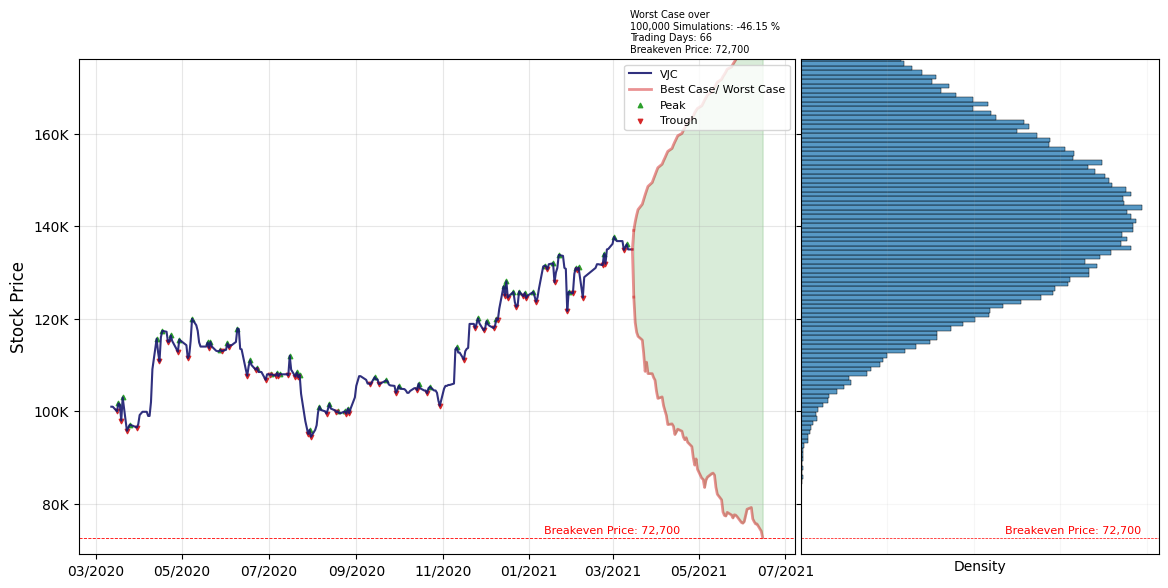 Worst Case over
100,000 Simulations: -46.15 %
Trading Days: 66
Breakeven Price: 72,700
VJC
Best Case/ Worst Case
Peak
Trough
Stock Price
160K
140K
120K
100K
80K
Breakeven Price: 72,700
Breakeven Price: 72,700
03/2020
05/2020
07/2020
09/2020
11/2020
01/2021
03/2021
05/2021
07/2021
Density